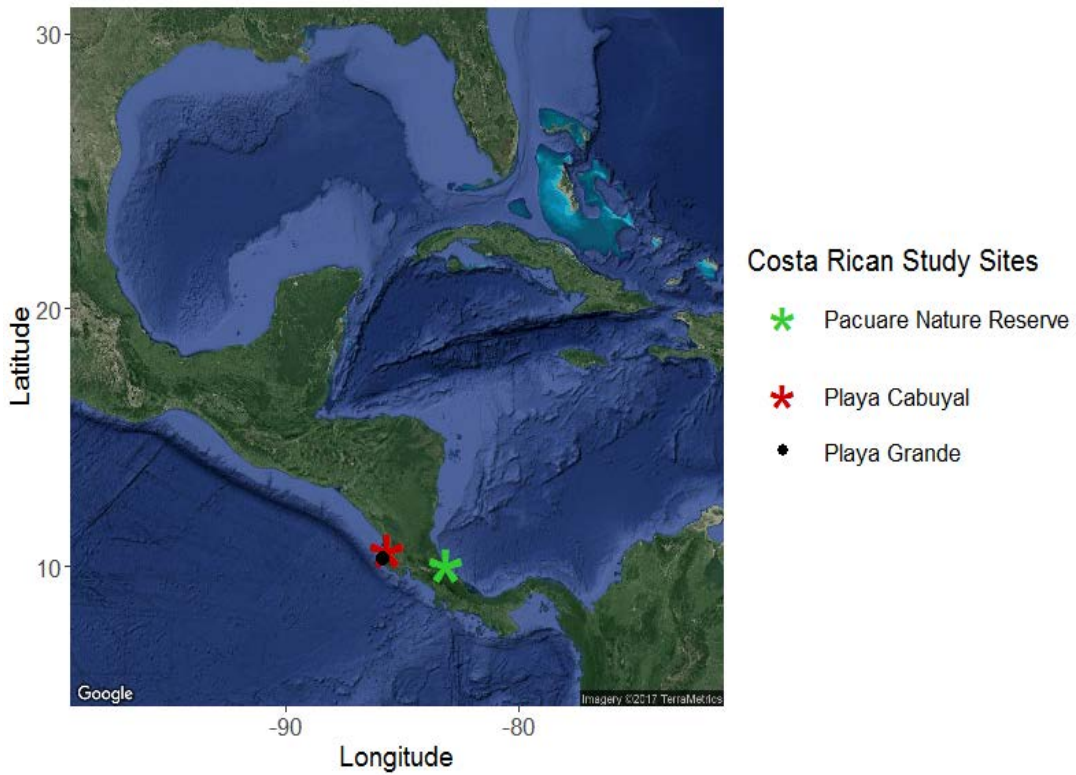 30
20
10
Latitude
-90
-80
Longitude
Google
Imagery ©2017 TerraMetrics
Costa Rican Study Sites
Pacuare Nature Reserve
Playa Cabuyal
Playa Grande